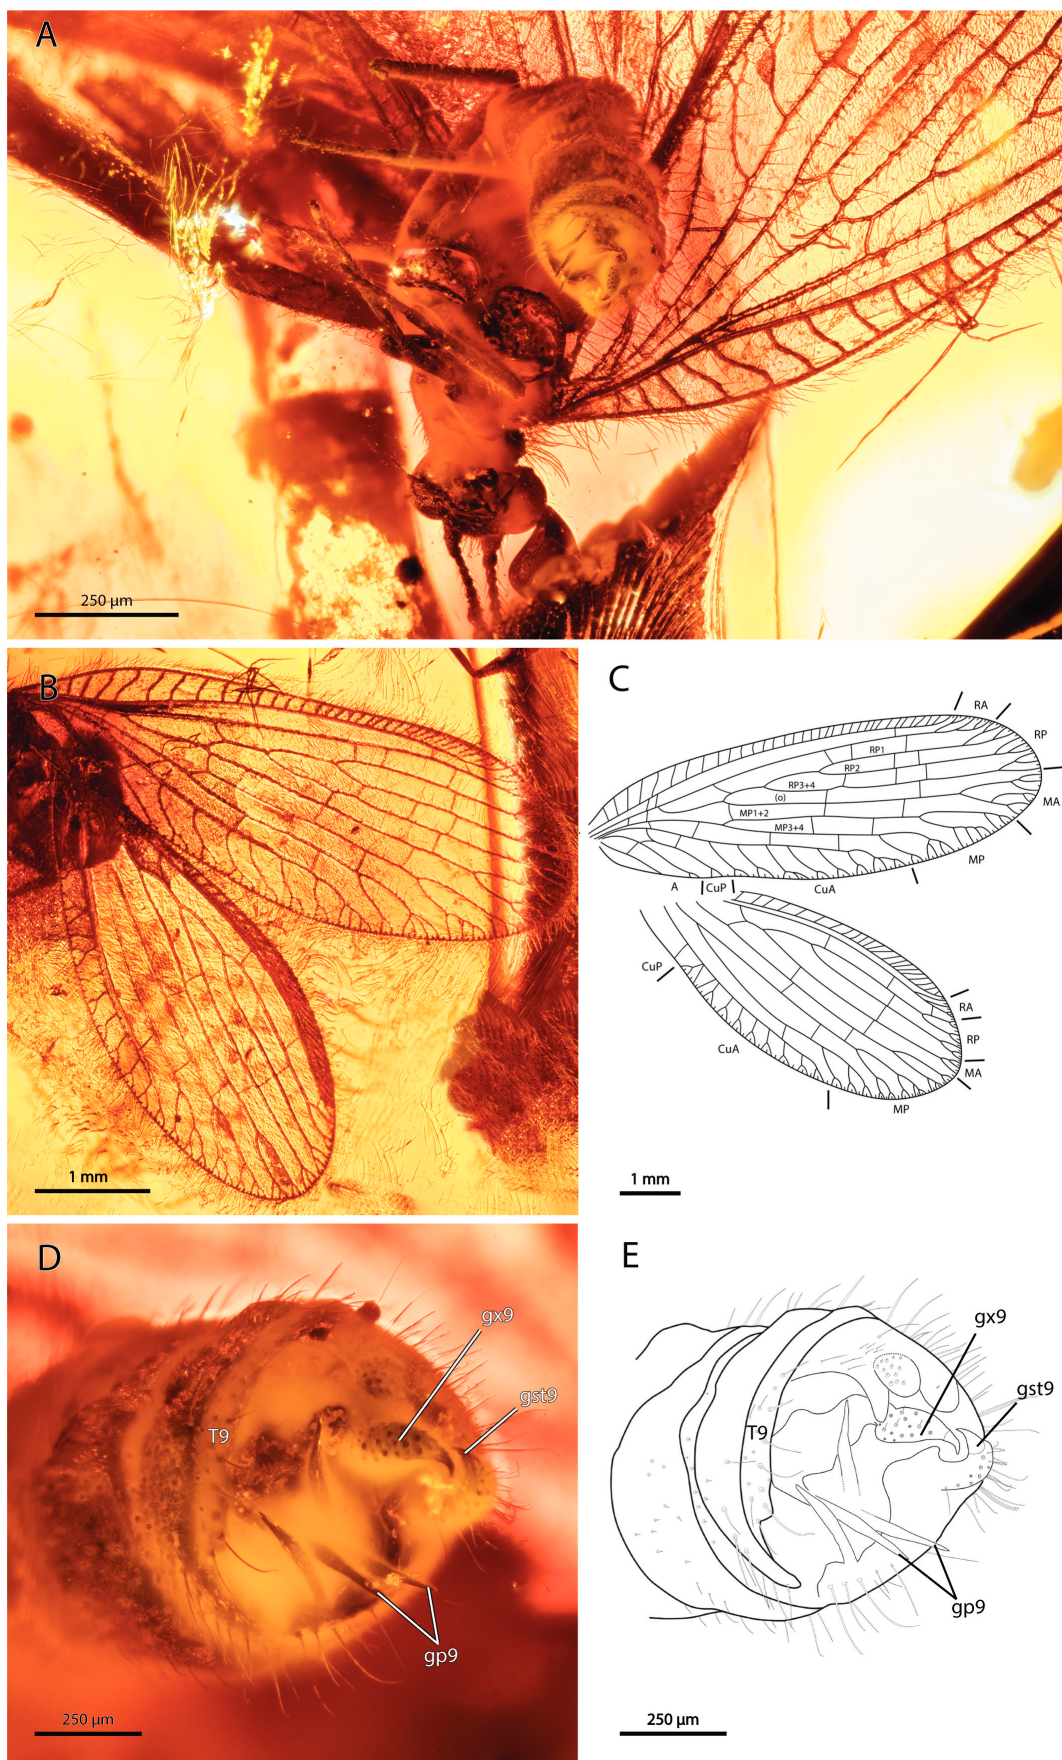 A
250 µm
B
1 mm
C
RA
RP
RP1
RP2
RP3+4
(o)
MA
MP1+2
MP3+4
MP
A
CuP
CuA
CuP
RA
RP
CuA
MA
MP
1 mm
D
gx9
gst9
T9
gp9
250 µm
E
gx9
gst9
T9
gp9
250 µm